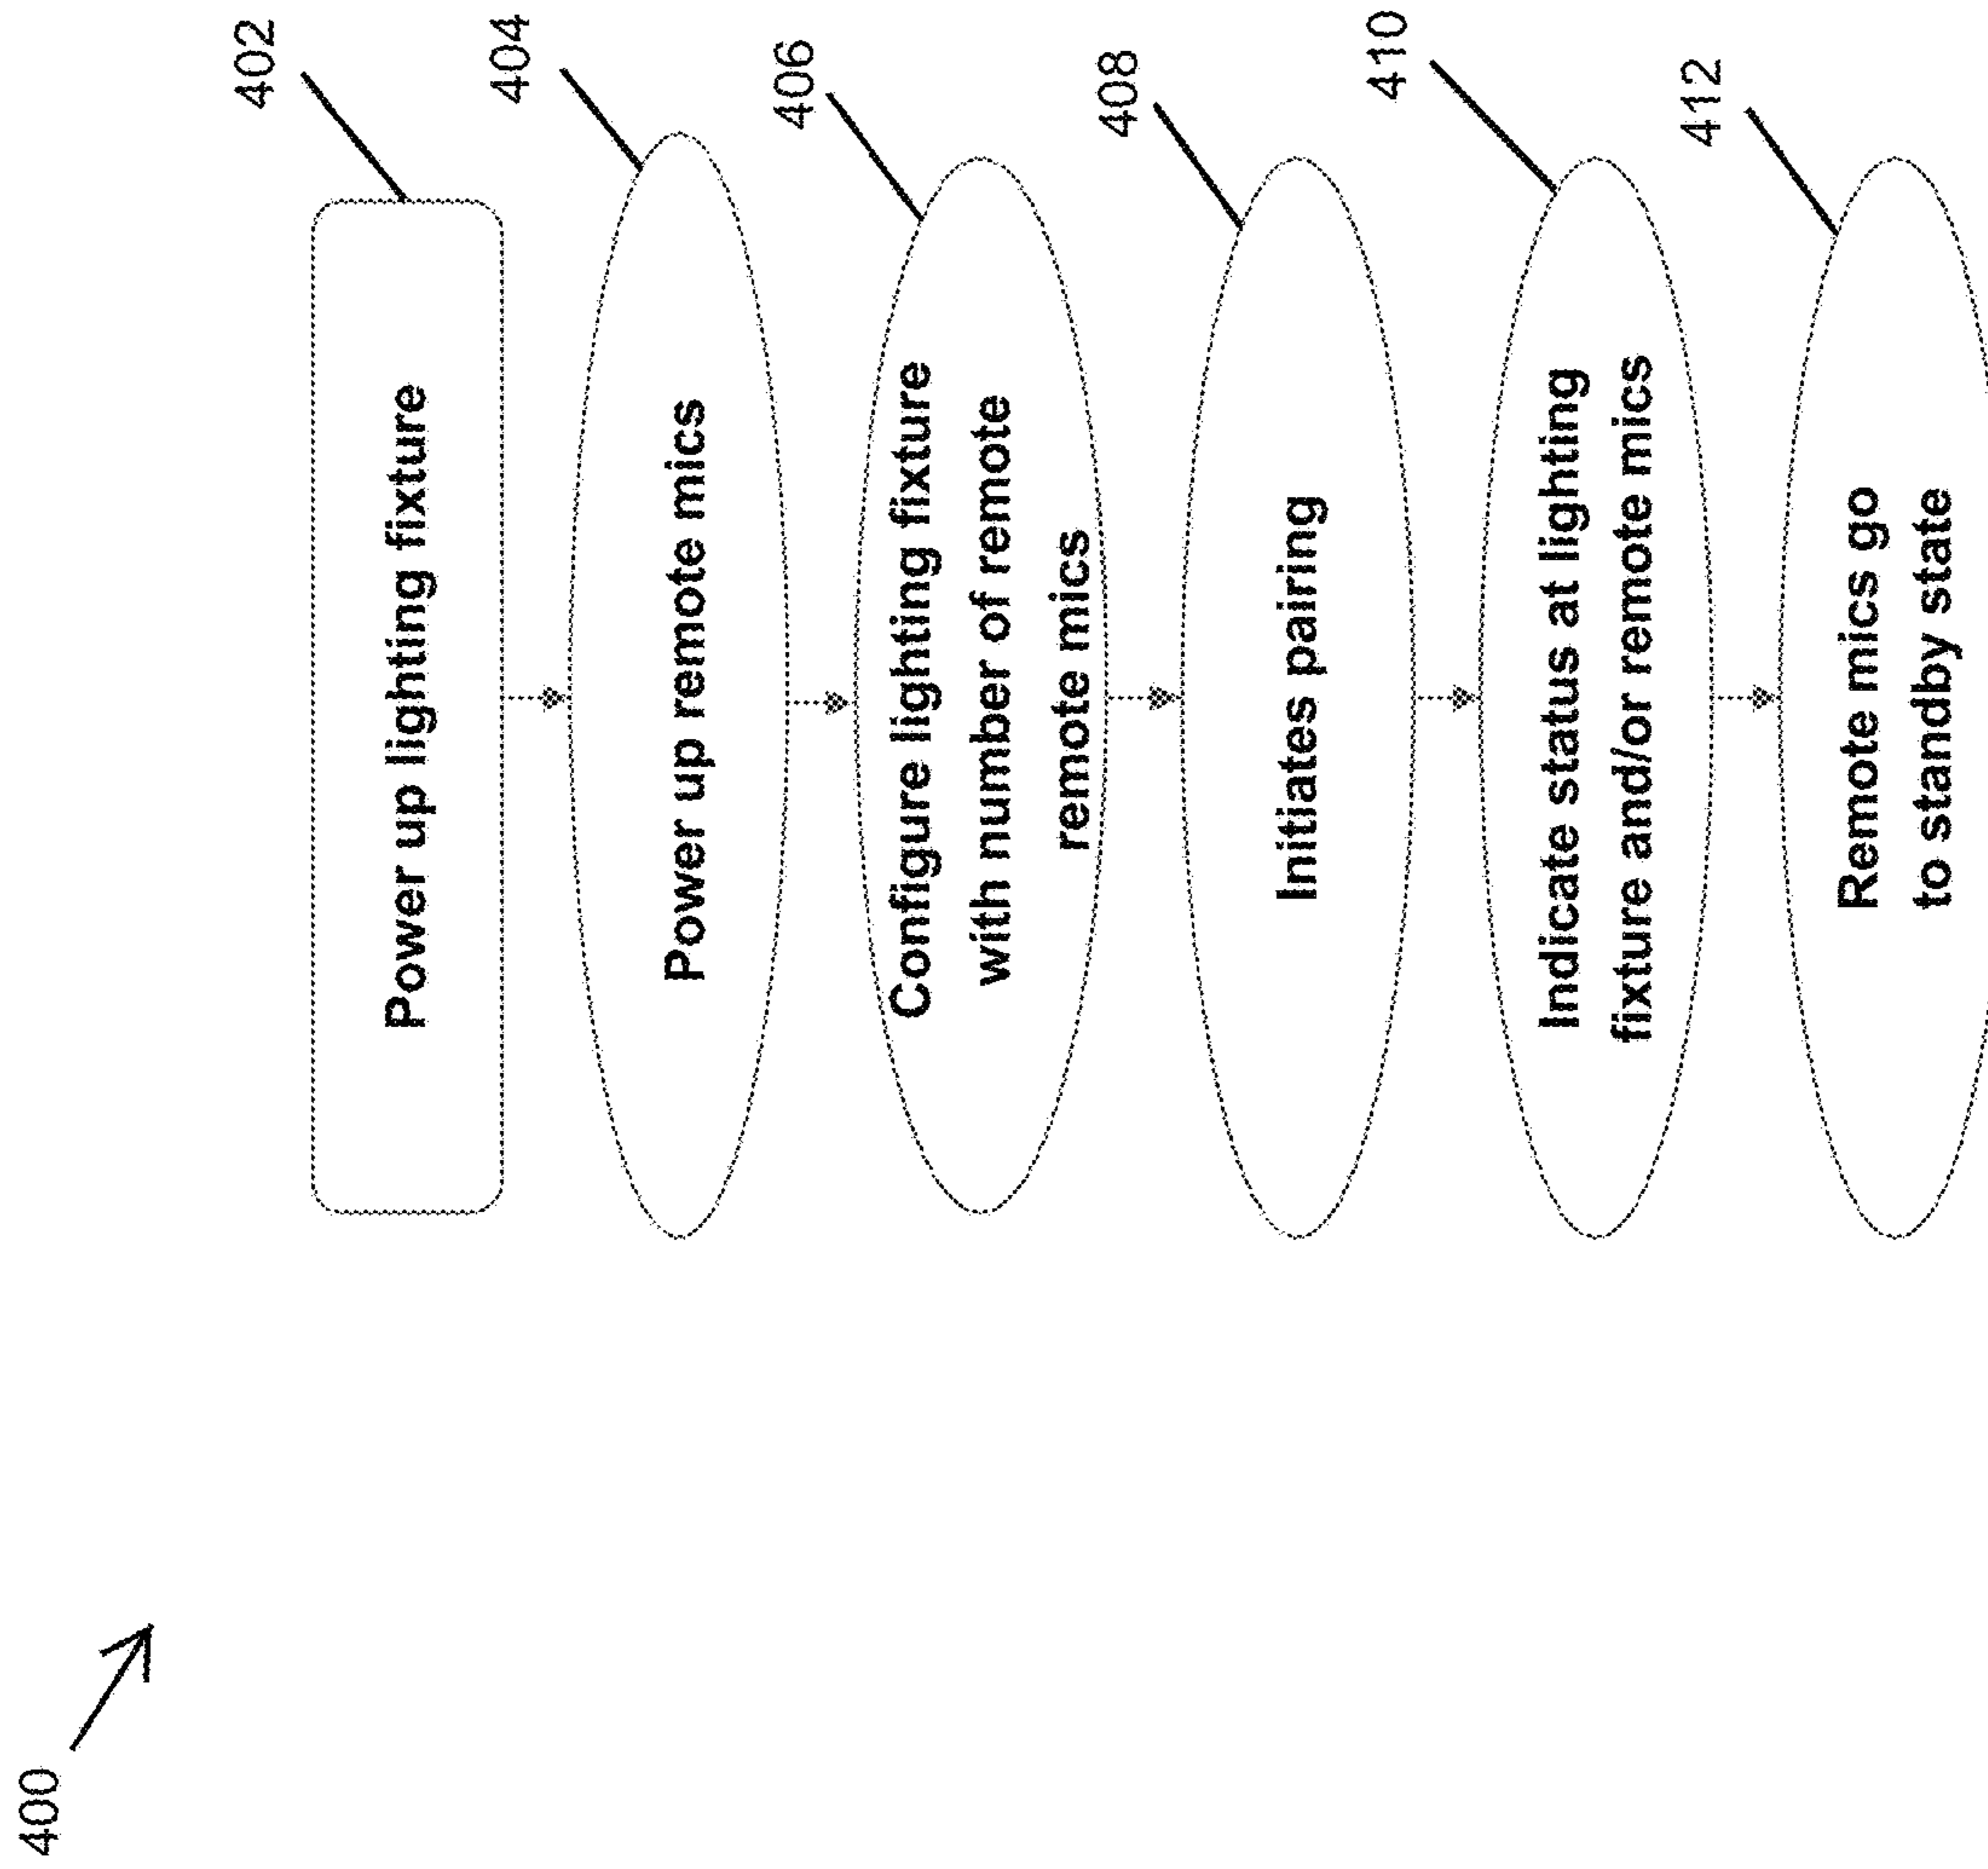 400
402
Power up lighting fixture
404
Power up remote mics
406
Configure lighting fixture
with number of remote
remote mics
408
Initiates pairing
410
Indicate status at lighting
fixture and/or remote mics
412
Remote mics go
to standby state